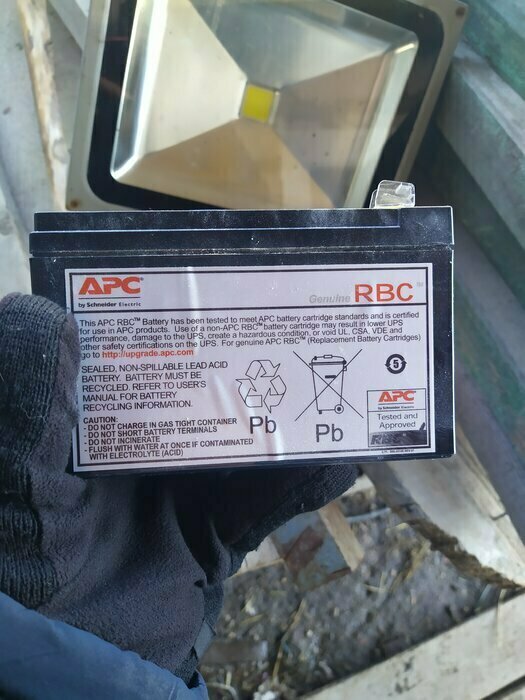 APC
by Schneider Electric
Genuine RBC™
This APC RBC™ Battery has been tested to meet APC battery cartridge standards and is certified
for use in APC products. Use of a non-APC RBC™ battery cartridge may result in lower UPS
performance, damage to the UPS, create a hazardous condition, or void UL, CSA, VDE and
other safety certifications on the UPS. For genuine APC RBC™ (Replacement Battery Cartridges)
go to http://upgrade.apc.com
SEALED, NON-SPILLABLE LEAD ACID
BATTERY. BATTERY MUST BE
RECYCLED. REFER TO USER'S
MANUAL FOR BATTERY
RECYCLING INFORMATION.
CAUTION:
- DO NOT CHARGE IN GAS TIGHT CONTAINER
- DO NOT SHORT BATTERY TERMINALS
- DO NOT INCINERATE
- FLUSH WITH WATER AT ONCE IF CONTAMINATED
WITH ELECTROLYTE (ACID)
Pb
Pb
5
APC
by Schneider Electric
Tested and
Approved